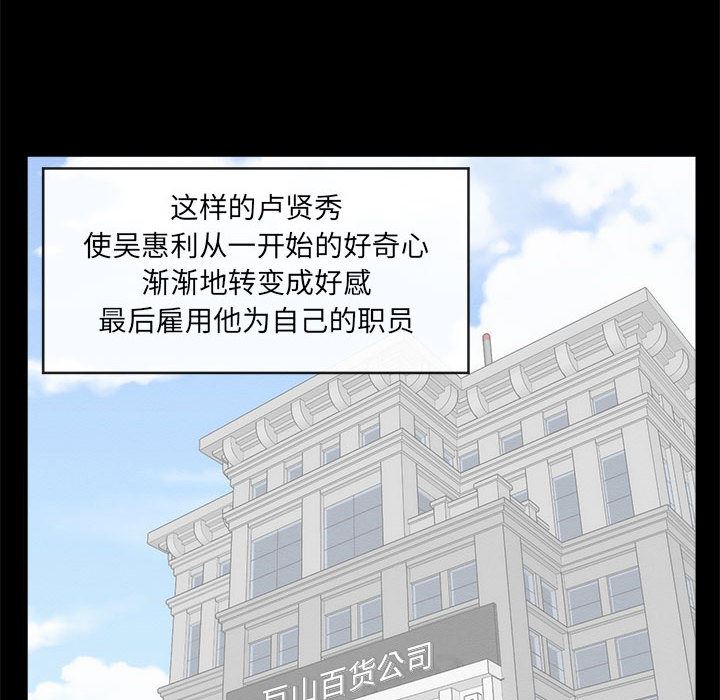 这样的卢贤秀
使吴惠利从一开始的好奇心
渐渐地转变成好感
最后雇用他为自己的职员
瓦山百货公司